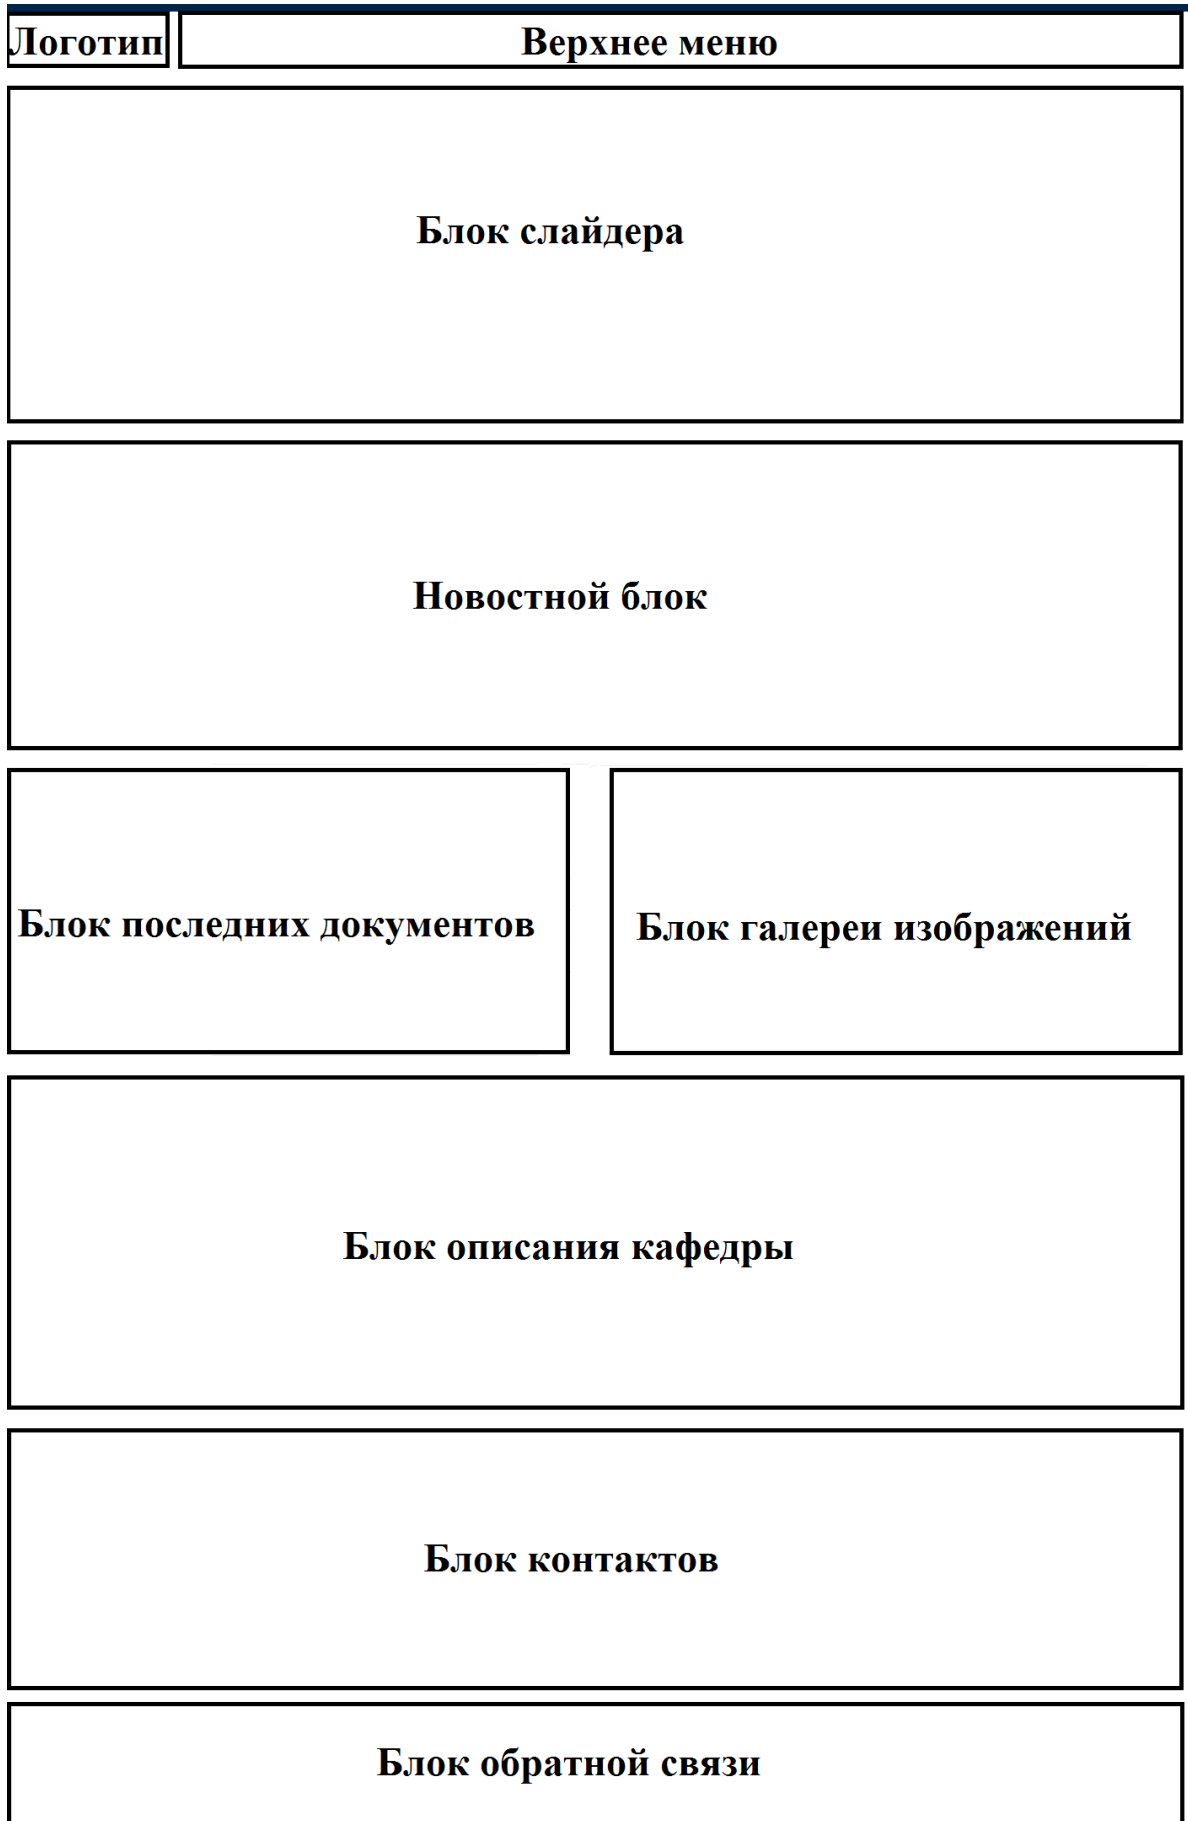 Логотип
Верхнее меню
Блок слайдера
Новостной блок
Блок последних документов
Блок галереи изображений
Блок описания кафедры
Блок контактов
Блок обратной связи